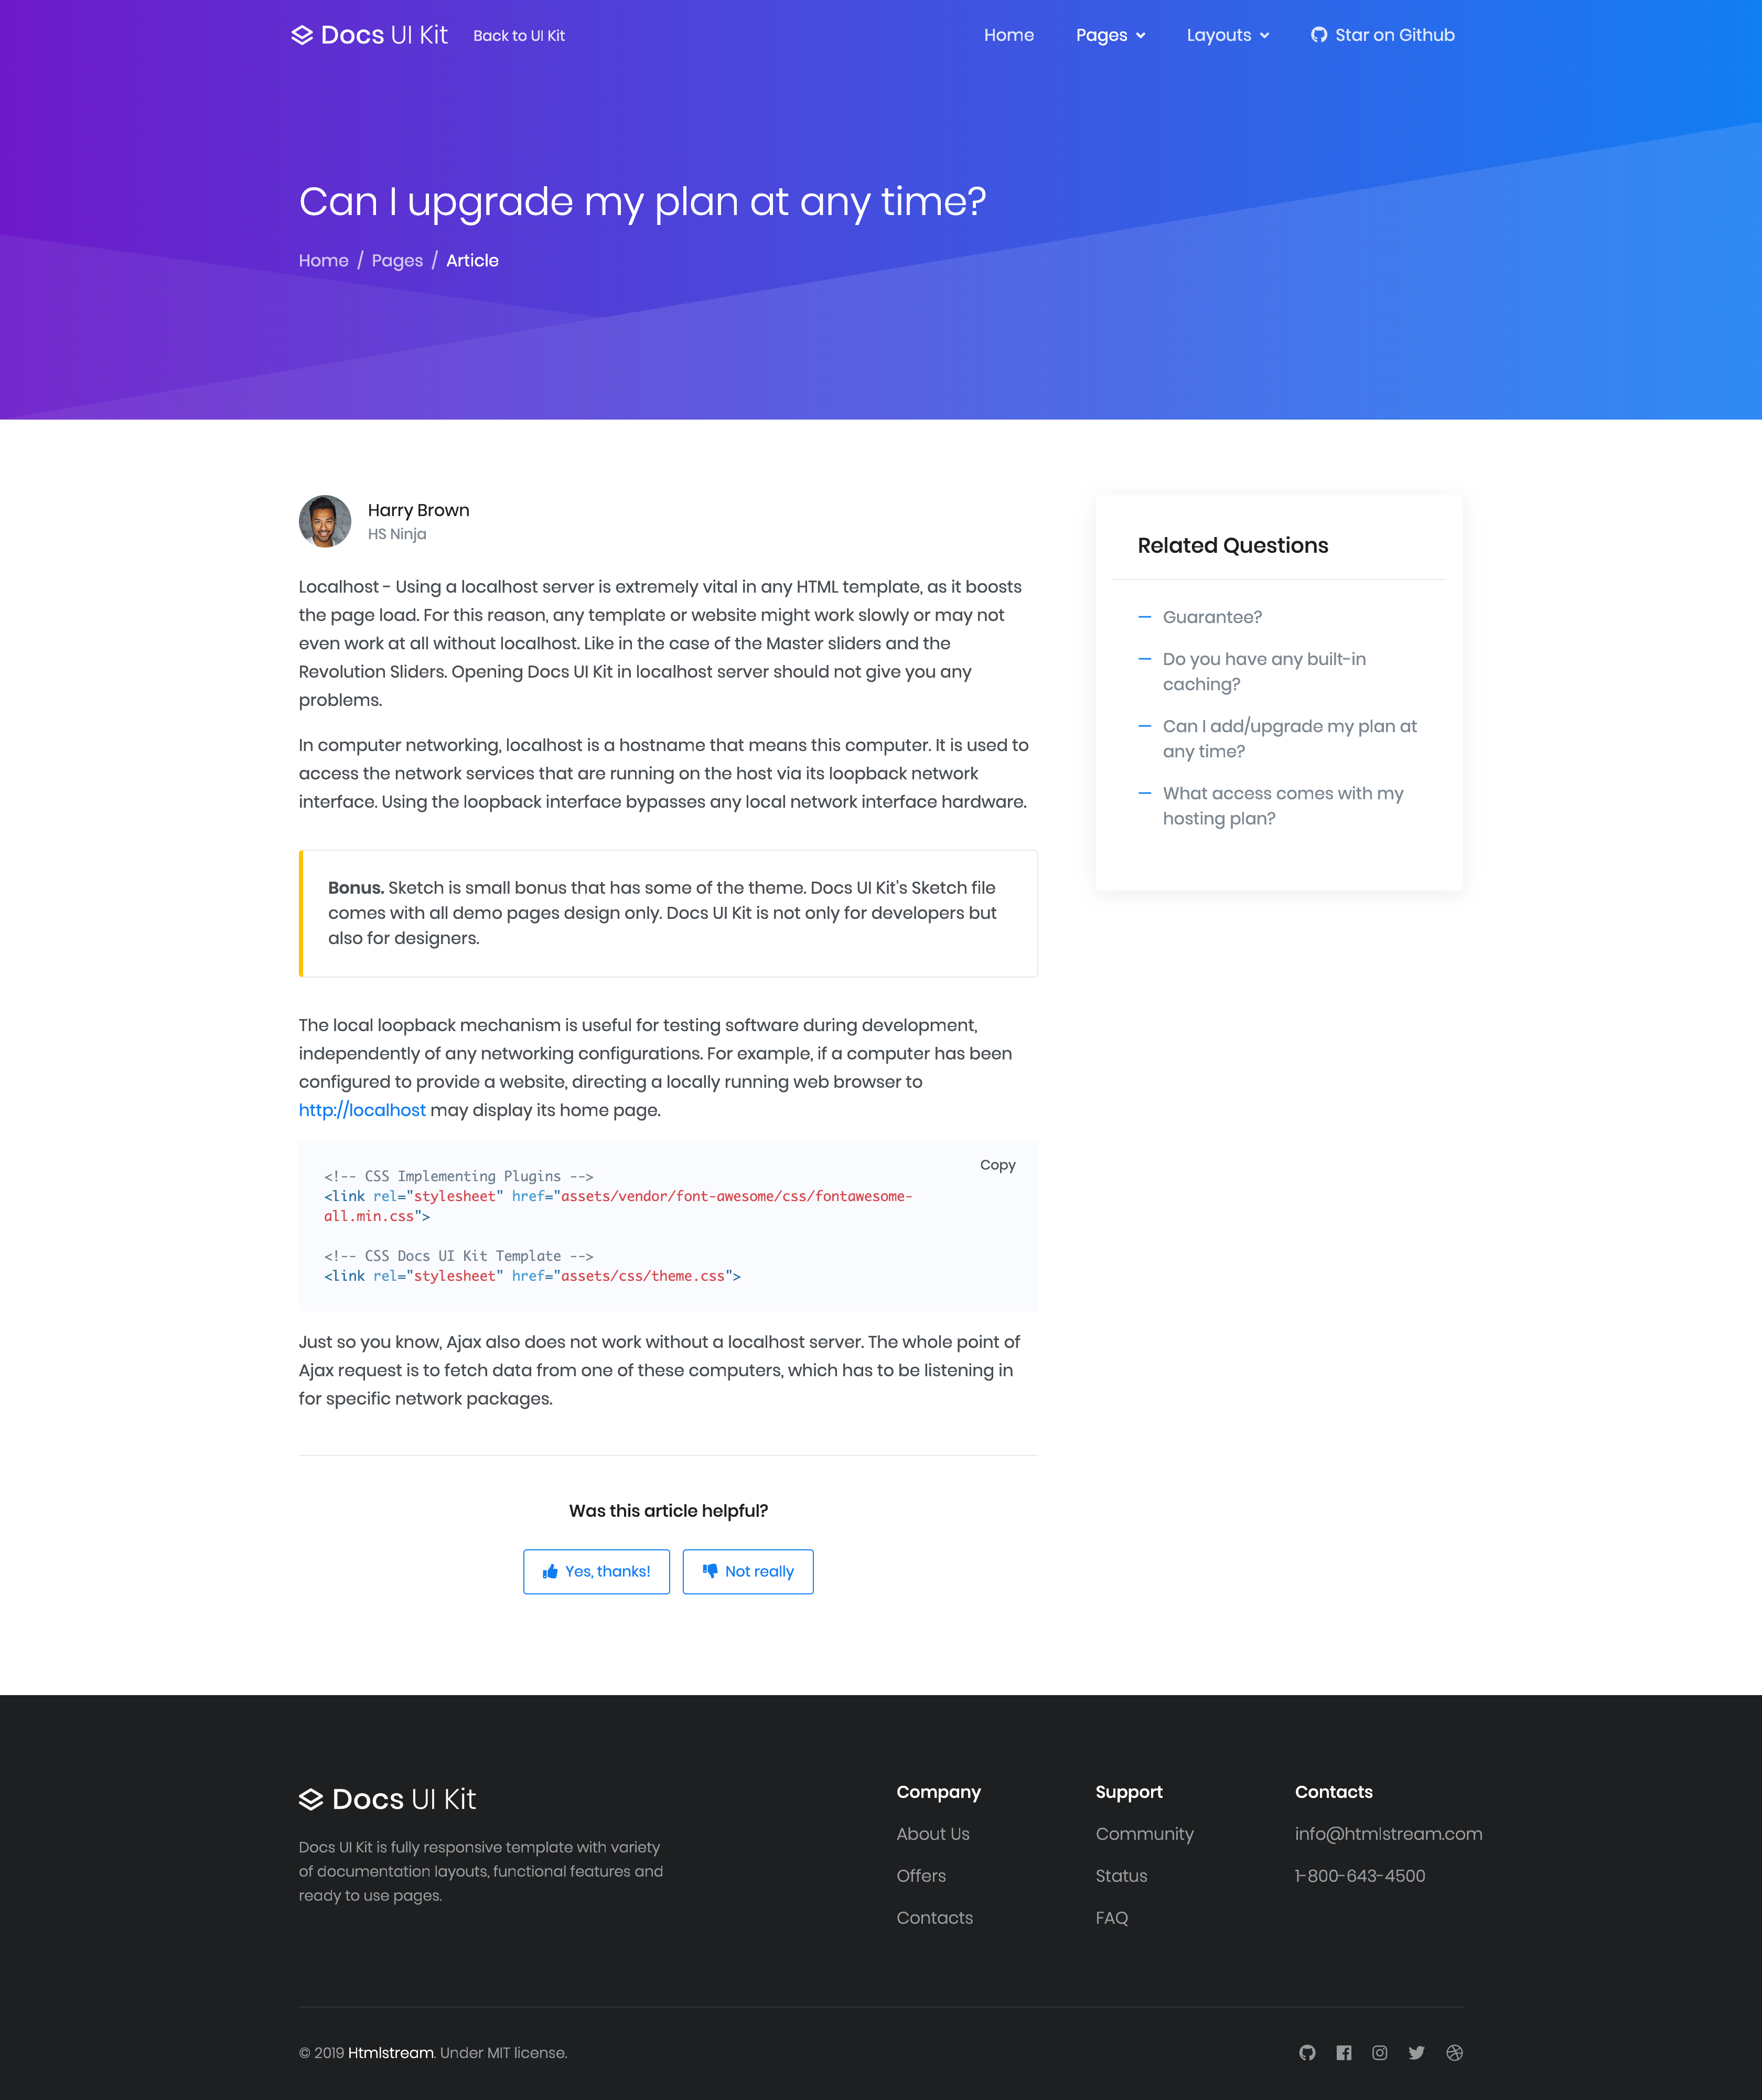 Docs UI Kit Back to UI Kit Home Pages Layouts Star on Github
Can I upgrade my plan at any time?
Home / Pages / Article
Harry Brown
HS Ninja
Localhost - Using a localhost server is extremely vital in any HTML template, as it boosts
the page load. For this reason, any template or website might work slowly or may not
even work at all without localhost. Like in the case of the Master sliders and the
Revolution Sliders. Opening Docs UI Kit in localhost server should not give you any
problems.
In computer networking, localhost is a hostname that means this computer. It is used to
access the network services that are running on the host via its loopback network
interface. Using the loopback interface bypasses any local network interface hardware.
Bonus. Sketch is small bonus that has some of the theme. Docs UI Kit's Sketch file
comes with all demo pages design only. Docs UI Kit is not only for developers but
also for designers.
The local loopback mechanism is useful for testing software during development,
independently of any networking configurations. For example, if a computer has been
configured to provide a website, directing a locally running web browser to
http://localhost may display its home page.
Copy
<!-- CSS Implementing Plugins -->
<link rel="stylesheet" href="assets/vendor/font-awesome/css/fontawesome-
all.min.css">
<!-- CSS Docs UI Kit Template -->
<link rel="stylesheet" href="assets/css/theme.css">
Just so you know, Ajax also does not work without a localhost server. The whole point of
Ajax request is to fetch data from one of these computers, which has to be listening in
for specific network packages.
Was this article helpful?
Yes, thanks! Not really
Related Questions
Guarantee?
Do you have any built-in
caching?
Can I add/upgrade my plan at
any time?
What access comes with my
hosting plan?
Docs UI Kit
Docs UI Kit is fully responsive template with variety
of documentation layouts, functional features and
ready to use pages.
Company
About Us
Offers
Contacts
Support
Community
Status
FAQ
Contacts
info@htmlstream.com
1-800-643-4500
© 2019 Htmlstream. Under MIT license.